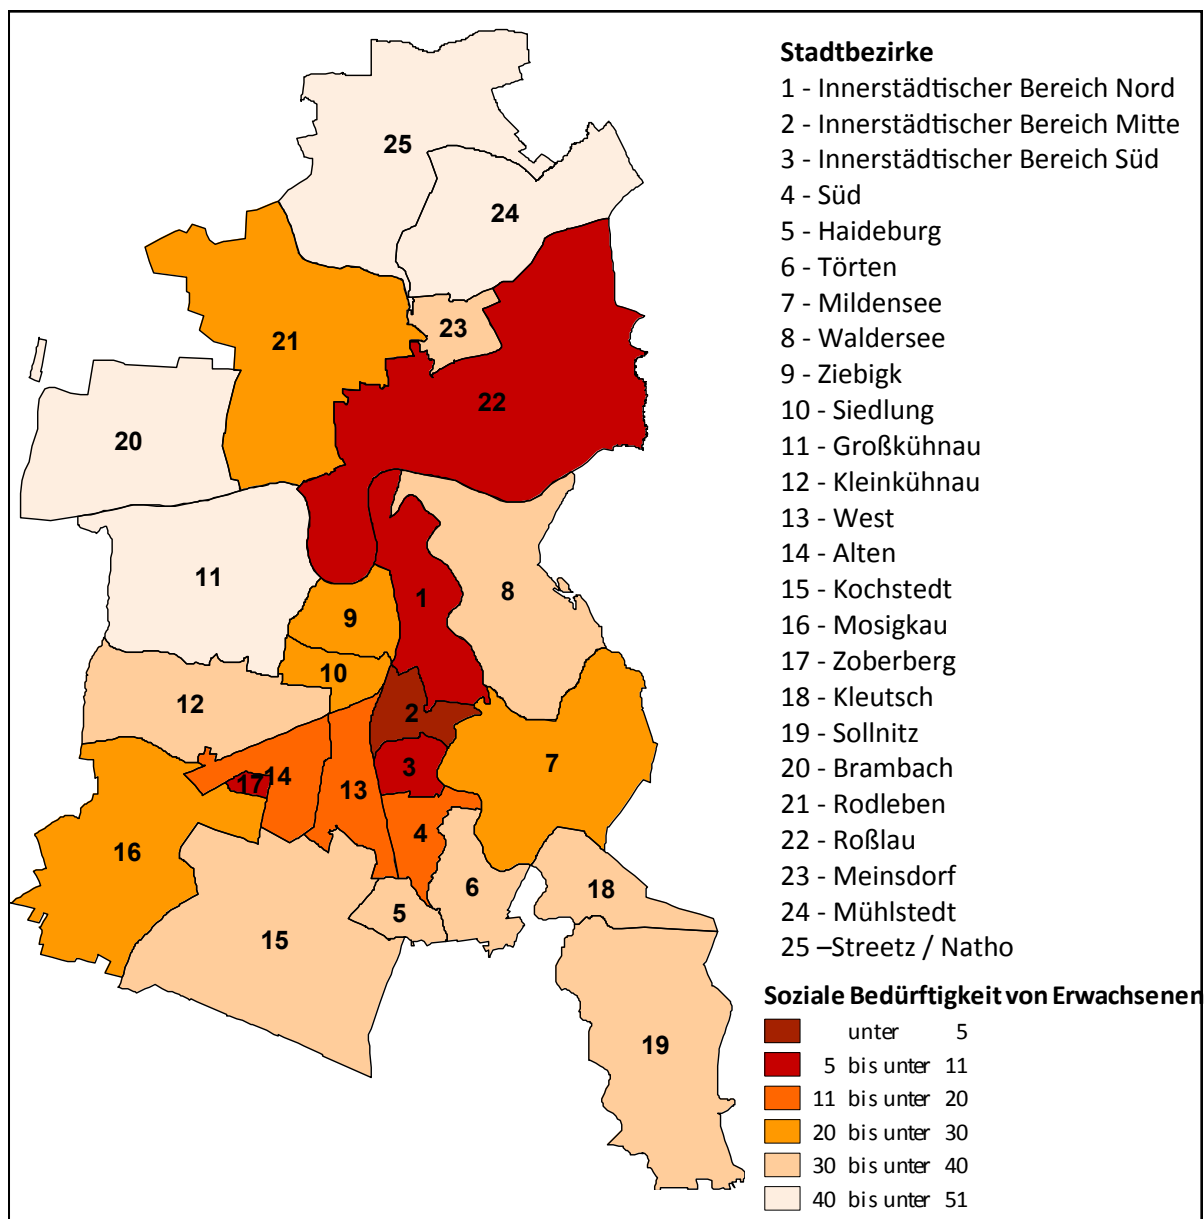 Stadtbezirke
1 - Innerstädtischer Bereich Nord
2 - Innerstädtischer Bereich Mitte
3 - Innerstädtischer Bereich Süd
4 - Süd
5 - Haideburg
6 - Törten
7 - Mildensee
8 - Waldersee
9 - Ziebigk
10 - Siedlung
11 - Großkühnau
12 - Kleinkühnau
13 - West
14 - Alten
15 - Kochstedt
16 - Mosigkau
17 - Zoberberg
18 - Kleutsch
19 - Sollnitz
20 - Brambach
21 - Rodleben
22 - Roßlau
23 - Meinsdorf
24 - Mühlstedt
25 –Streetz / Natho
Soziale Bedürftigkeit von Erwachsenen
unter 5
5 bis unter 11
11 bis unter 20
20 bis unter 30
30 bis unter 40
40 bis unter 51
25
24
23
21
22
20
11
8
1
9
10
12
2
3
7
17
14
13
4
16
6
18
5
15
19